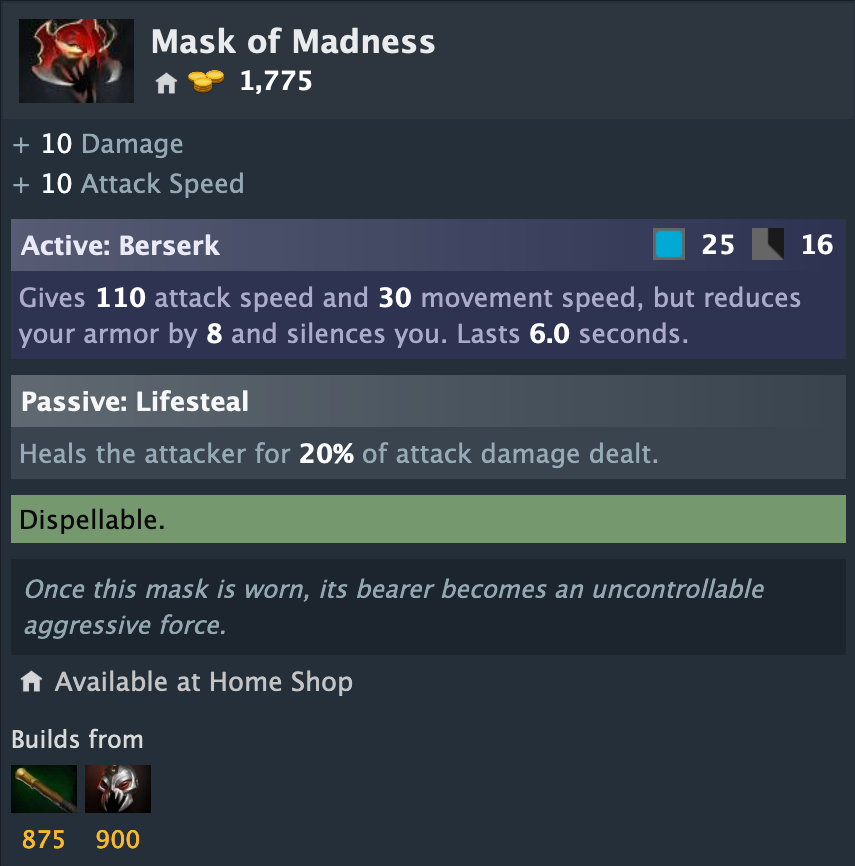 Mask of Madness
1,775
+ 10 Damage
+ 10 Attack Speed
Active: Berserk 25 16
Gives 110 attack speed and 30 movement speed, but reduces
your armor by 8 and silences you. Lasts 6.0 seconds.
Passive: Lifesteal
Heals the attacker for 20% of attack damage dealt.
Dispellable.
Once this mask is worn, its bearer becomes an uncontrollable
aggressive force.
Available at Home Shop
Builds from
875 900